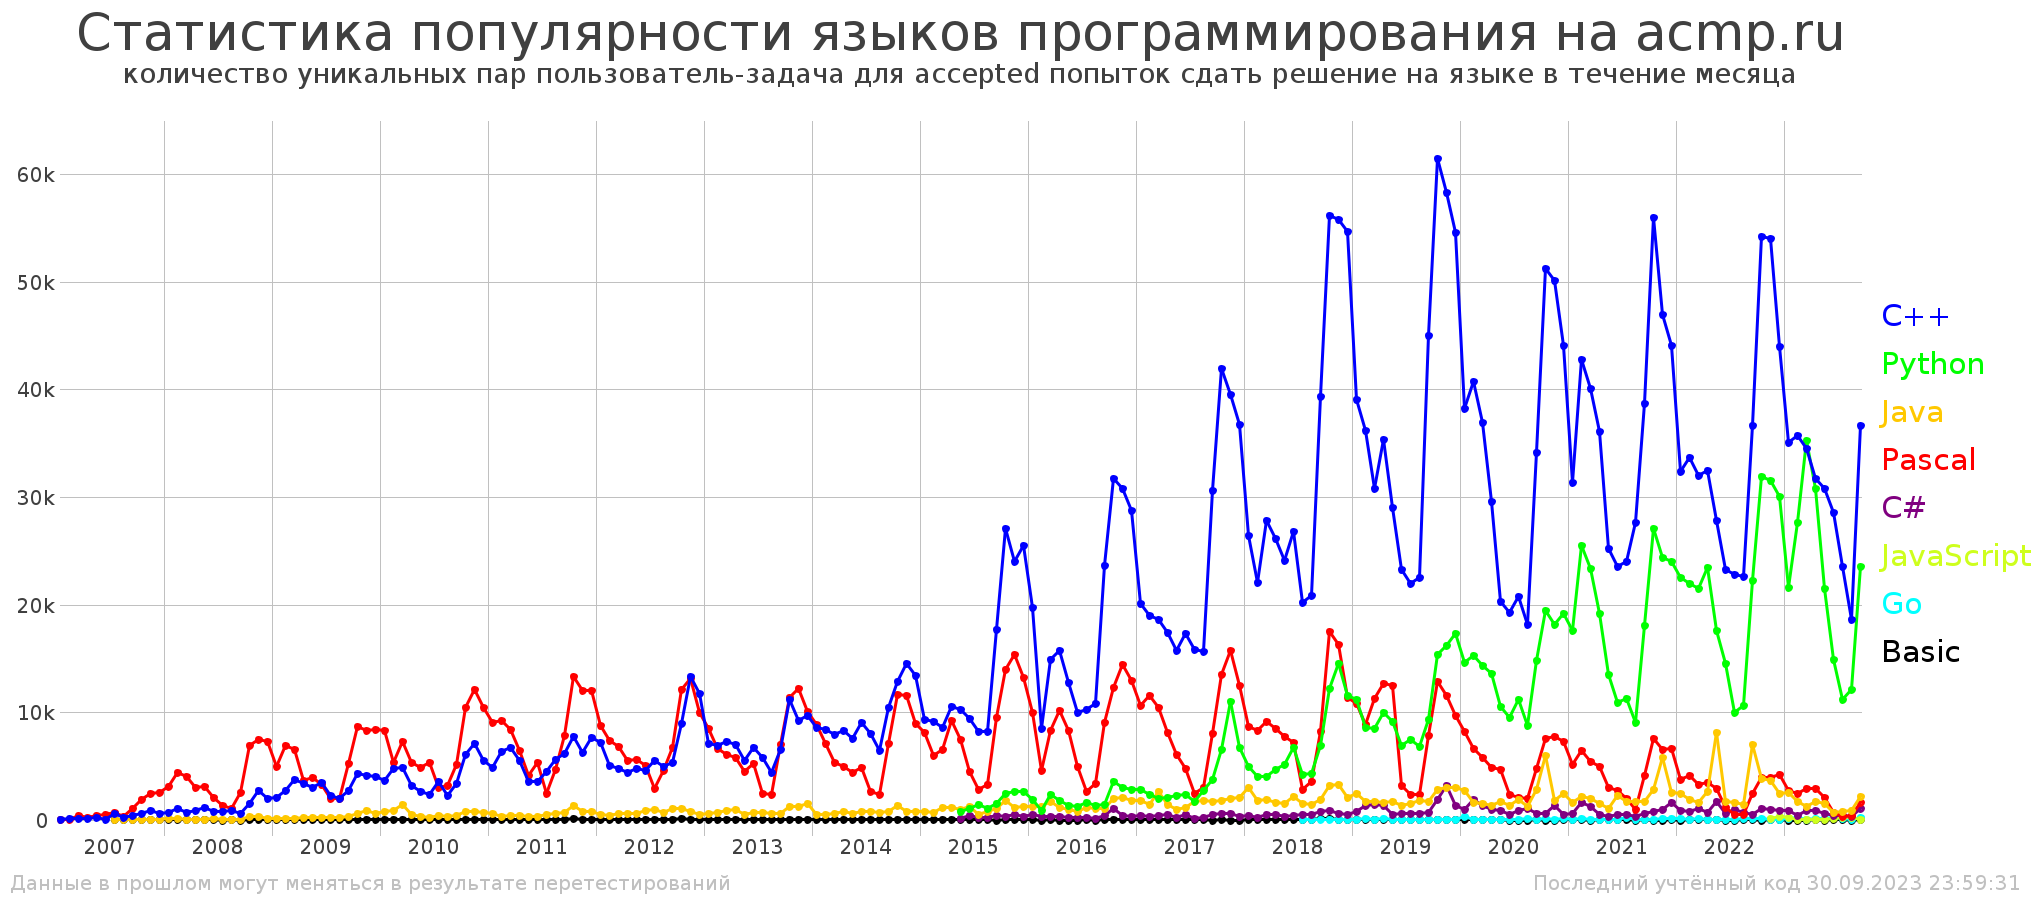 Статистика популярности языков программирования на acmp.ru
количество уникальных пар пользователь-задача для accepted попыток сдать решение на языке в течение месяца
60k
50k
40k
30k
20k
10k
0
C++
Python
Java
Pascal
C#
JavaScript
Go
Basic
2007 2008 2009 2010 2011 2012 2013 2014 2015 2016 2017 2018 2019 2020 2021 2022
Данные в прошлом могут меняться в результате перетестирований
Последний учтённый код 30.09.2023 23:59:31